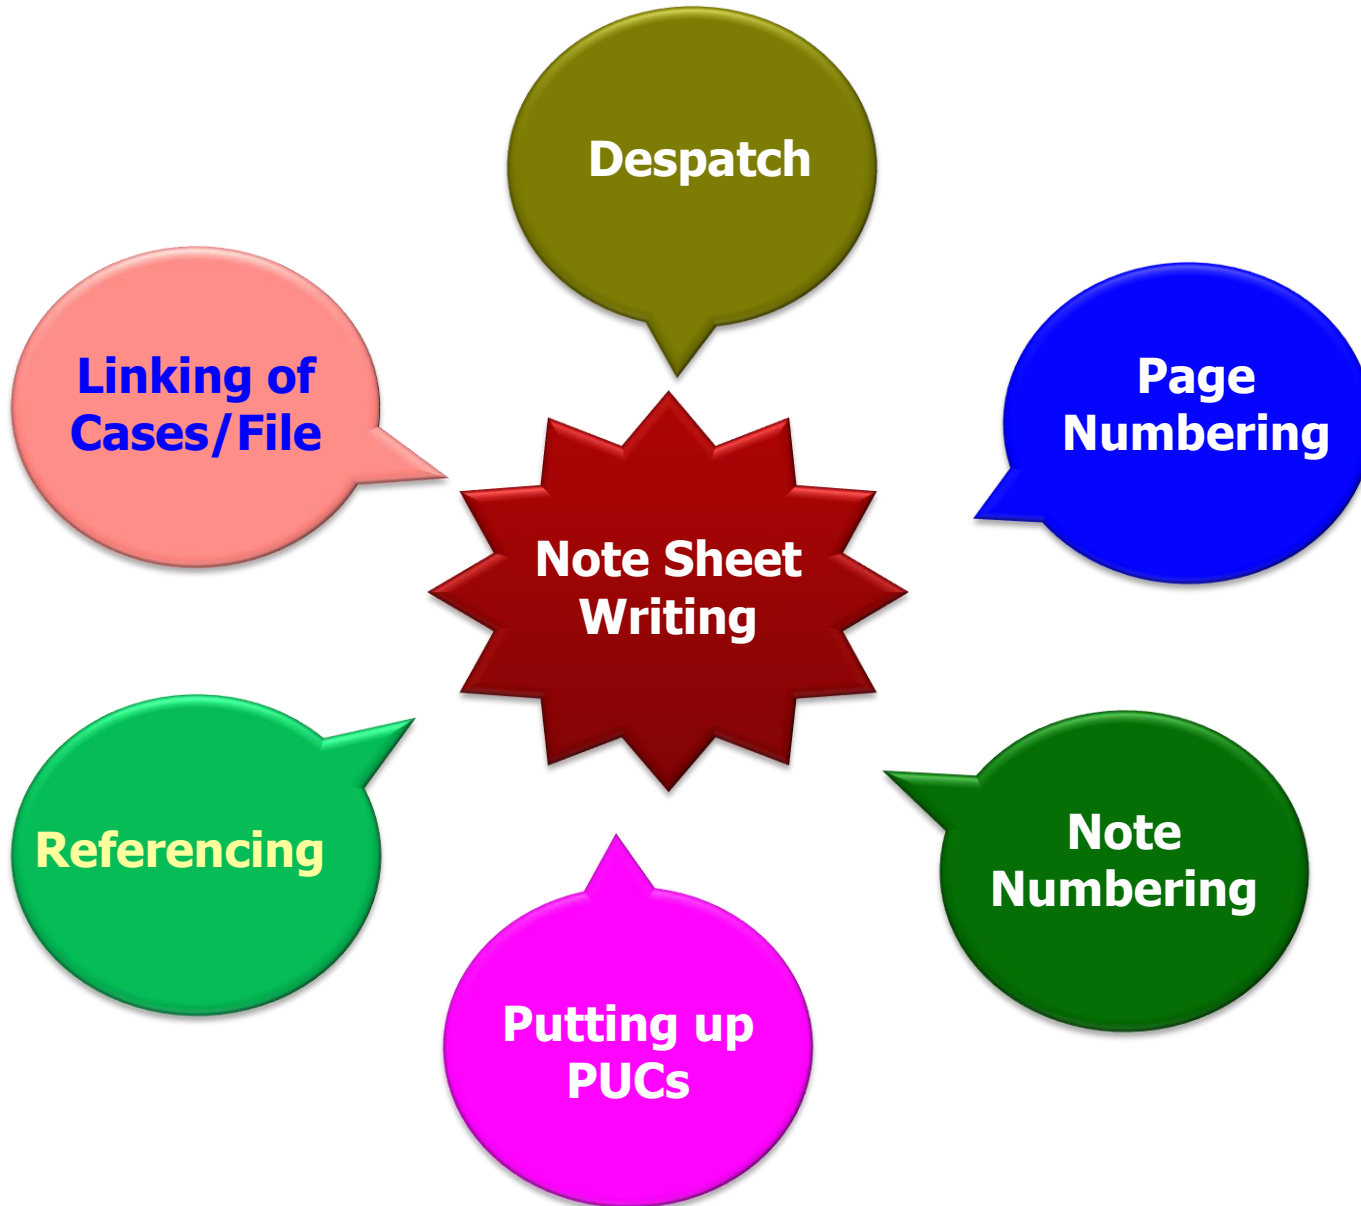 Despatch
Linking of
Cases/File
Page
Numbering
Note Sheet
Writing
Referencing
Note
Numbering
Putting up
PUCs